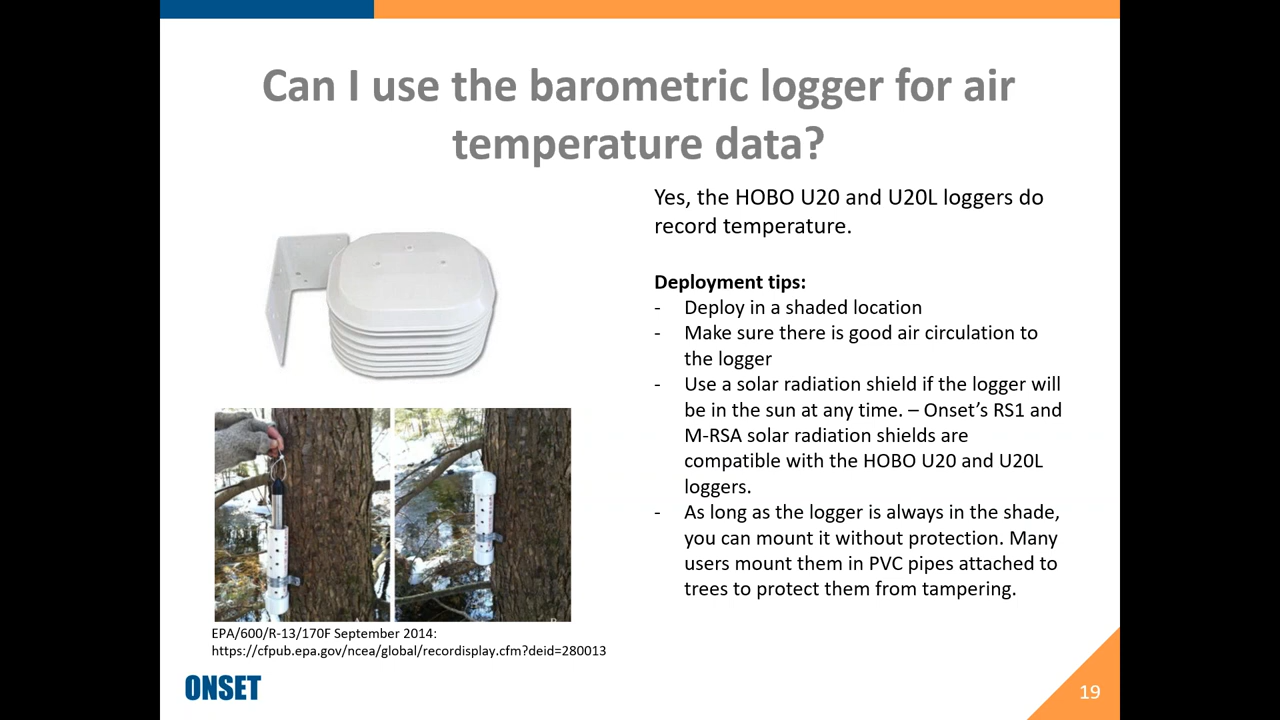 Can I use the barometric logger for air
temperature data?
Yes, the HOBO U20 and U20L loggers do
record temperature.
Deployment tips:
- Deploy in a shaded location
- Make sure there is good air circulation to
the logger
- Use a solar radiation shield if the logger will
be in the sun at any time. – Onset’s RS1 and
M-RSA solar radiation shields are
compatible with the HOBO U20 and U20L
loggers.
- As long as the logger is always in the shade,
you can mount it without protection. Many
users mount them in PVC pipes attached to
trees to protect them from tampering.
EPA/600/R-13/170F September 2014:
https://cfpub.epa.gov/ncea/global/recordisplay.cfm?deid=280013
ONSET
19